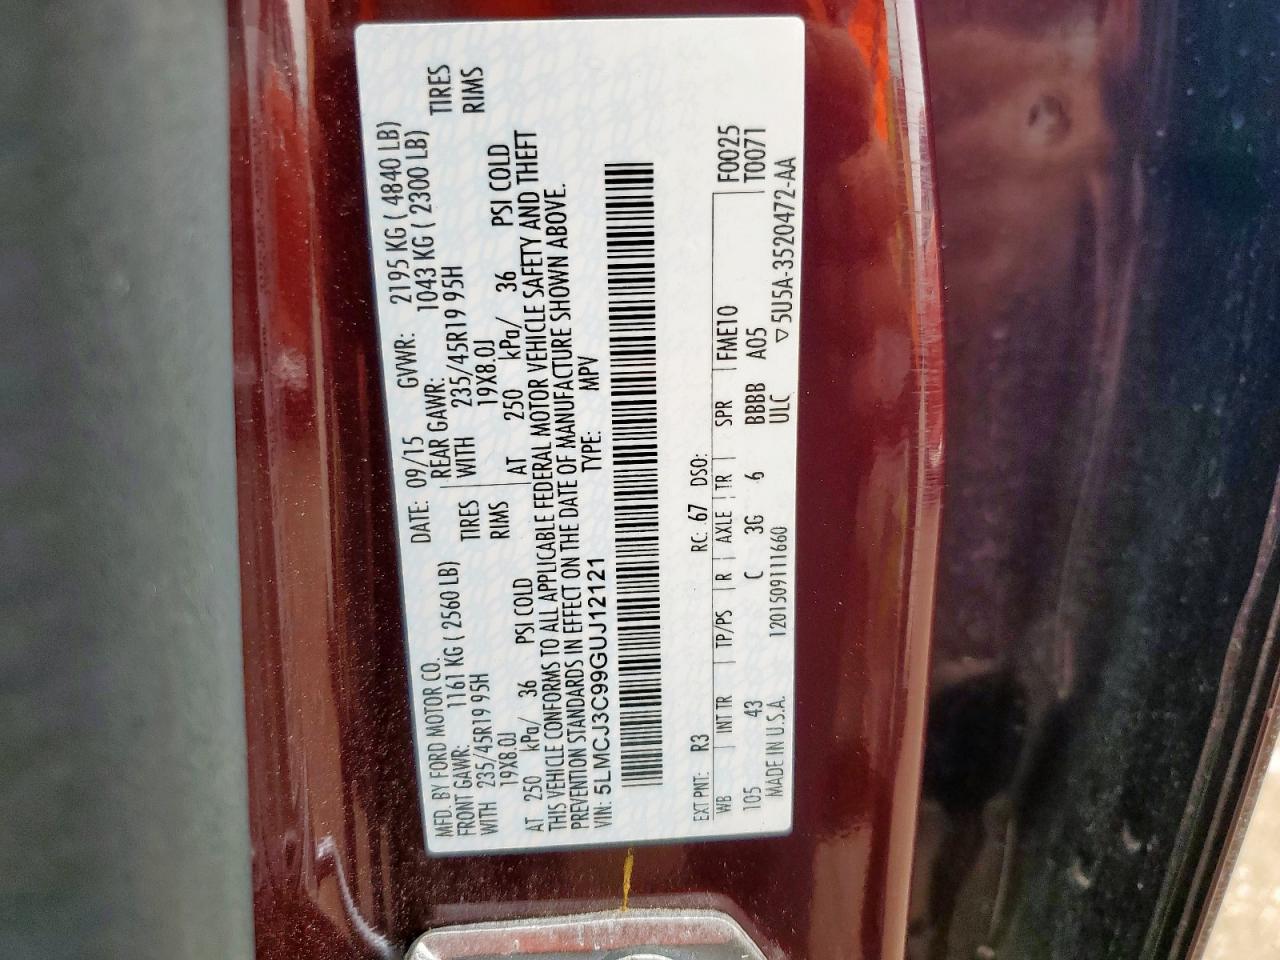 MFD. BY FORD MOTOR CO.
DATE: 09/15 GVWR: 2195 KG ( 4840 LB)
FRONT GAWR: 1161 KG ( 2560 LB) REAR GAWR: 1043 KG ( 2300 LB)
WITH 235/45R19 95H TIRES WITH 235/45R19 95H TIRES
19X8.0J RIMS 19X8.0J RIMS
AT 250 kPa/ 36 PSI COLD AT 250 kPa/ 36 PSI COLD
THIS VEHICLE CONFORMS TO ALL APPLICABLE FEDERAL MOTOR VEHICLE SAFETY AND THEFT
PREVENTION STANDARDS IN EFFECT ON THE DATE OF MANUFACTURE SHOWN ABOVE.
VIN: 5LMCJ3C99GUJ12121 TYPE: MPV
EXT PNT: R3 RC: 67 DSO: F0025
WB INT TR TP/PS R AXLE TR SPR FME10 T0071
105 43 C 3G 6 BBBB A05
MADE IN U.S.A. 1201509111660 ULC ▽ 5U5A-3520472-AA